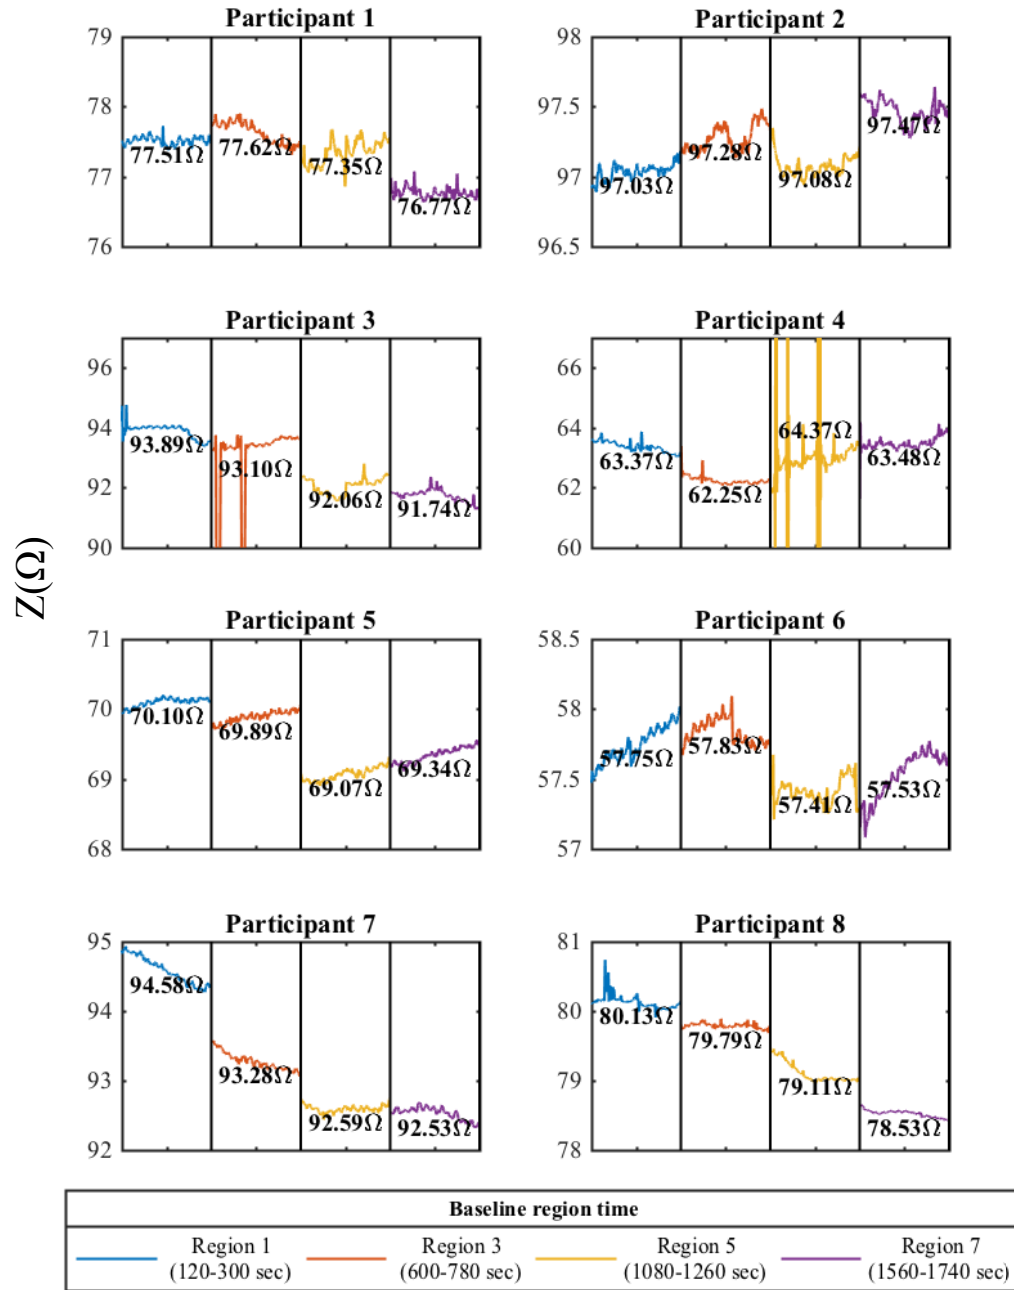 Participant 1
79
78
77
76
77.51Ω
77.62Ω
77.35Ω
76.77Ω
Participant 2
98
97.5
97
96.5
97.03Ω
97.28Ω
97.08Ω
97.47Ω
Participant 3
96
94
92
90
93.89Ω
93.10Ω
92.06Ω
91.74Ω
Participant 4
66
64
62
60
63.37Ω
62.25Ω
64.37Ω
63.48Ω
Z(Ω)
Participant 5
71
70
69
68
70.10Ω
69.89Ω
69.07Ω
69.34Ω
Participant 6
58.5
58
57.5
57
57.75Ω
57.83Ω
57.41Ω
57.53Ω
Participant 7
95
94
93
92
94.58Ω
93.28Ω
92.59Ω
92.53Ω
Participant 8
81
80
79
78
80.13Ω
79.79Ω
79.11Ω
78.53Ω
Baseline region time
Region 1
(120-300 sec)
Region 3
(600-780 sec)
Region 5
(1080-1260 sec)
Region 7
(1560-1740 sec)